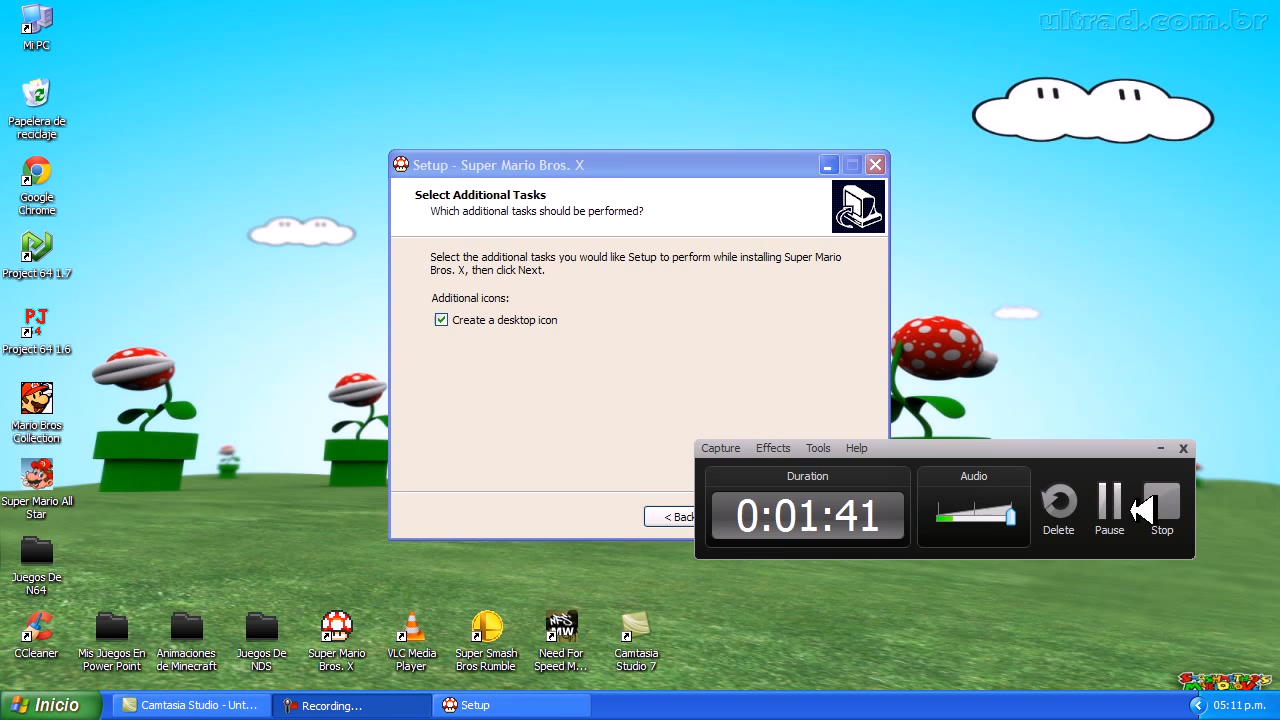 ultrad.com.br
Mi PC
Papelera de
reciclaje
Google
Chrome
Project 64 1.7
PJ
64
Project 64 1.6
Mario Bros
Collection
Super Mario All
Star
Juegos De
N64
CCleaner
Mis Juegos En
Power Point
Animaciones
de Minecraft
Juegos De
NDS
Super Mario
Bros. X
VLC Media
Player
Super Smash
Bros Rumble
NFS
MW
Need For
Speed M...
Camtasia
Studio 7
Setup - Super Mario Bros. X
Select Additional Tasks
Which additional tasks should be performed?
Select the additional tasks you would like Setup to perform while installing Super Mario
Bros. X, then click Next.
Additional icons:
Create a desktop icon
< Back
Capture Effects Tools Help
Duration
0:01:41
Audio
Delete
Pause
Stop
Inicio
Camtasia Studio - Unt...
Recording...
Setup
05:11 p.m.